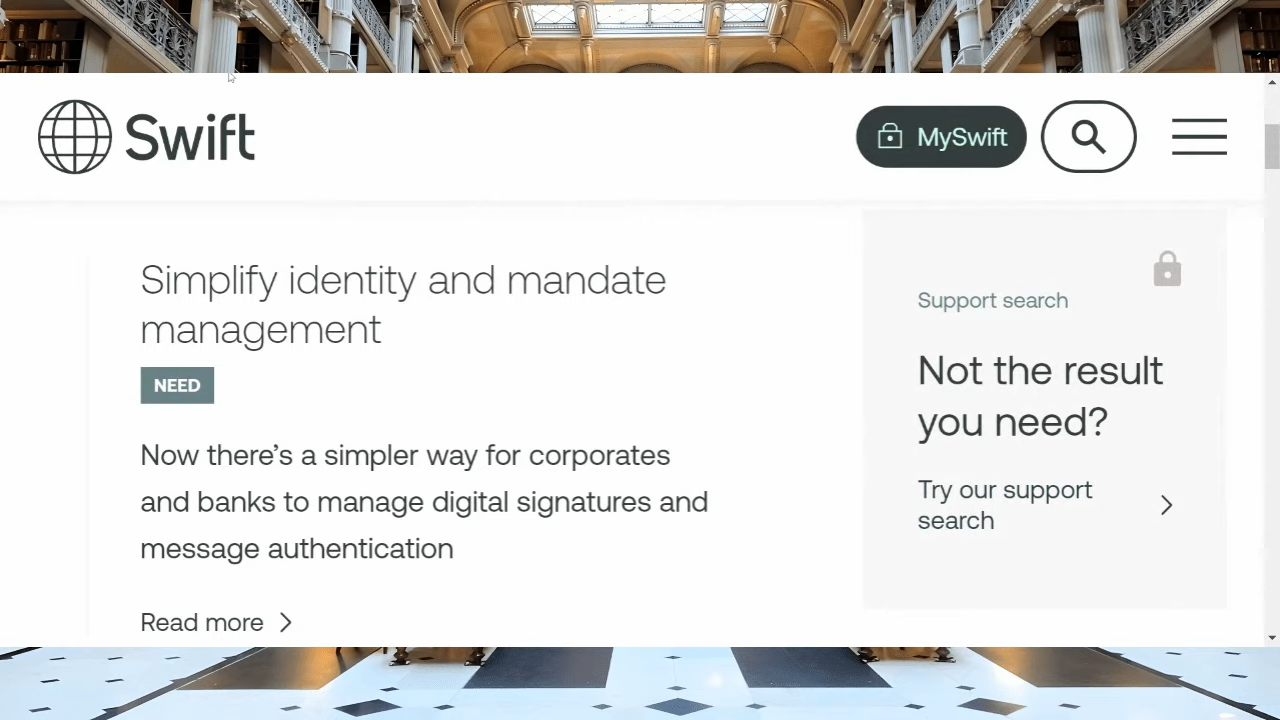 Swift
MySwift
Simplify identity and mandate
management
NEED
Now there’s a simpler way for corporates
and banks to manage digital signatures and
message authentication
Read more
Support search
Not the result
you need?
Try our support
search